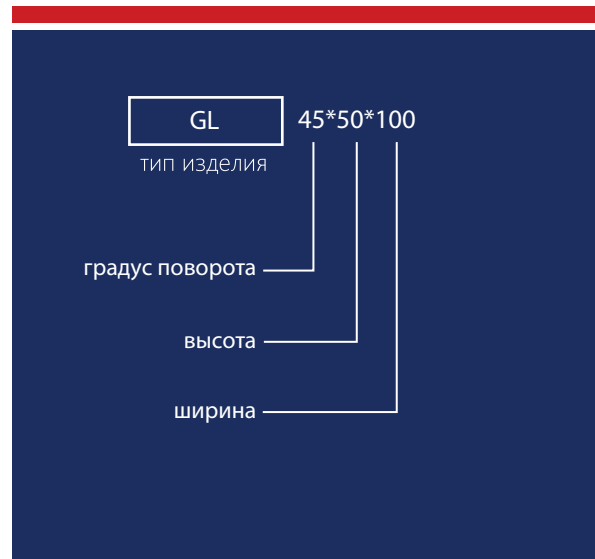 GL 45*50*100
тип изделия
градус поворота
высота
ширина